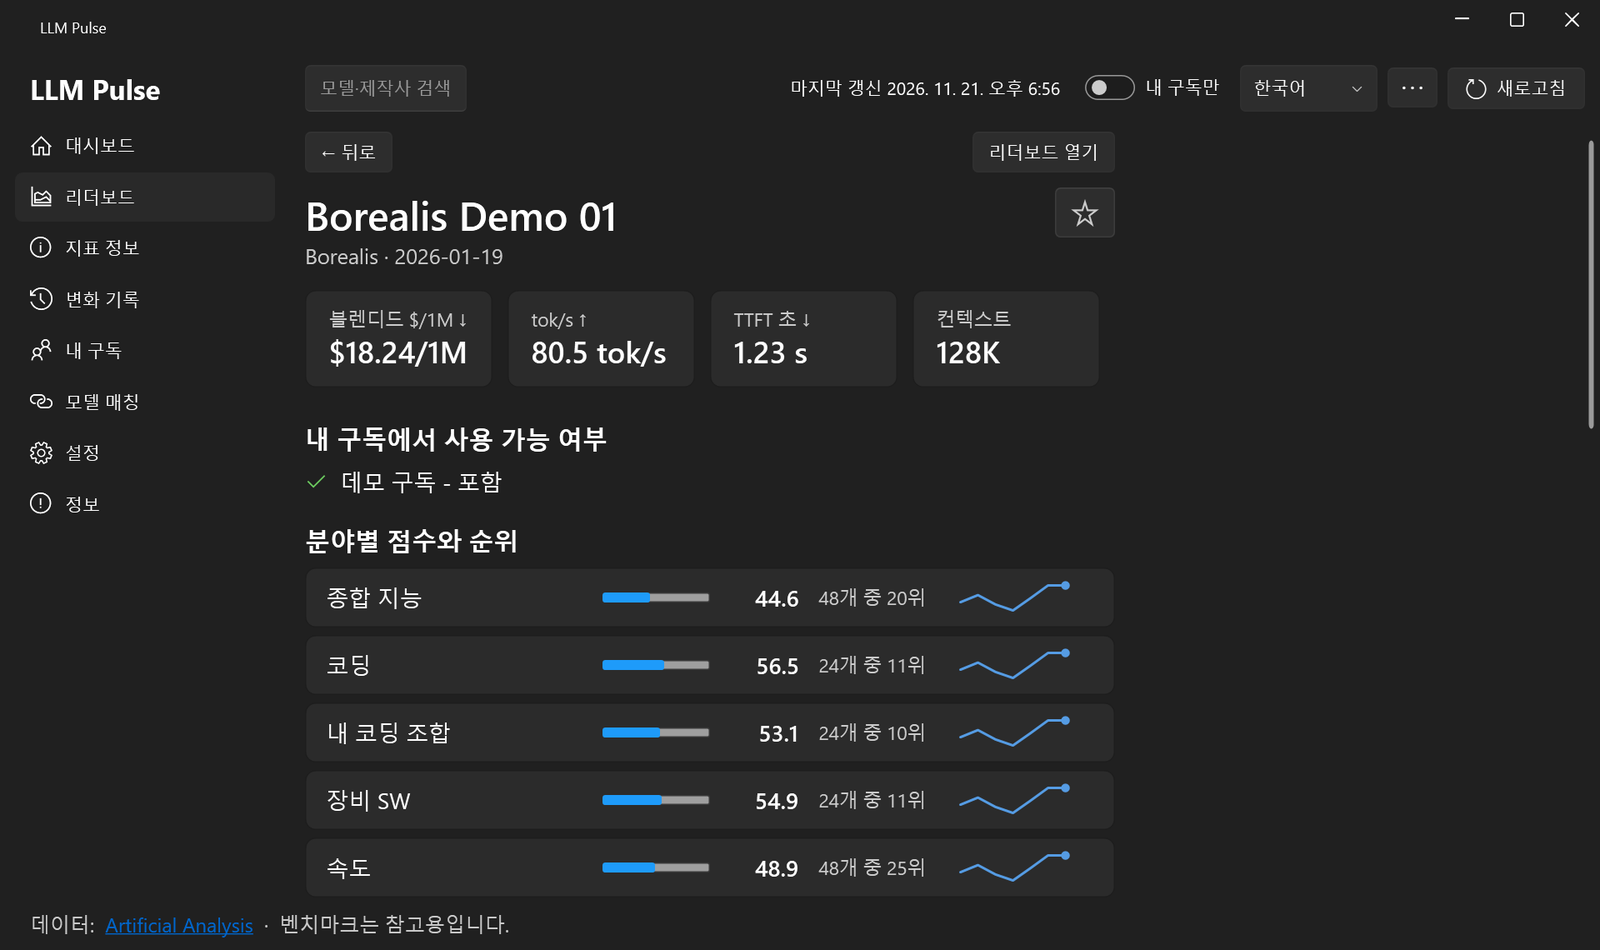 LLM Pulse
LLM Pulse
모델·제작사 검색
마지막 갱신 2026. 11. 21. 오후 6:56
내 구독만
한국어
···
새로고침
대시보드
리더보드
지표 정보
변화 기록
내 구독
모델 매칭
설정
정보
← 뒤로
리더보드 열기
Borealis Demo 01
Borealis · 2026-01-19
블렌디드 $/1M ↓
$18.24/1M
tok/s ↑
80.5 tok/s
TTFT 초 ↓
1.23 s
컨텍스트
128K
내 구독에서 사용 가능 여부
데모 구독 - 포함
분야별 점수와 순위
종합 지능 44.6 48개 중 20위
코딩 56.5 24개 중 11위
내 코딩 조합 53.1 24개 중 10위
장비 SW 54.9 24개 중 11위
속도 48.9 48개 중 25위
데이터: Artificial Analysis · 벤치마크는 참고용입니다.